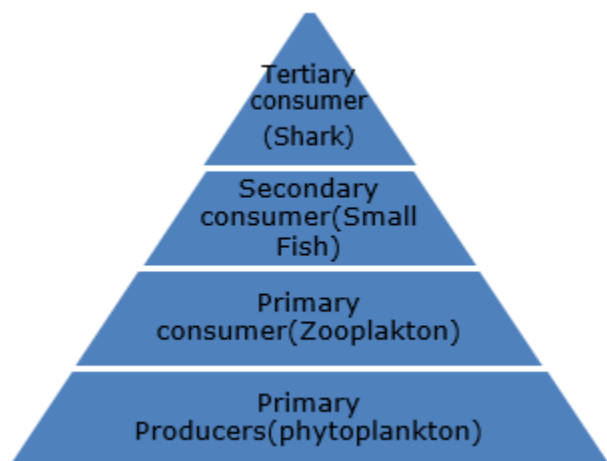 Tertiary
consumer
(Shark)
Secondary
consumer(Small
Fish)
Primary
consumer(Zooplakton)
Primary
Producers(phytoplankton)